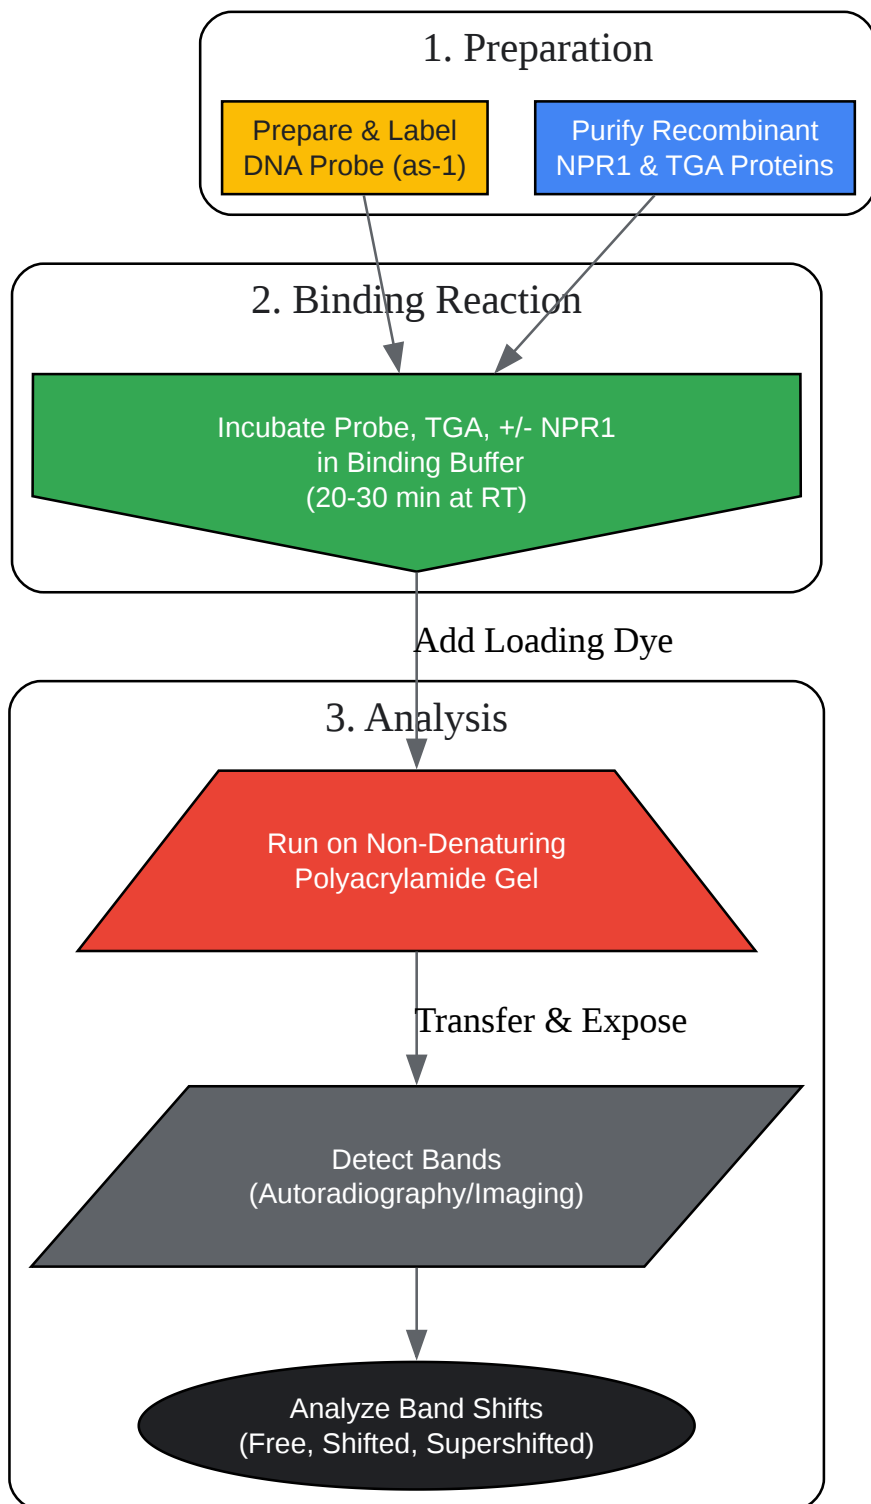 1. Preparation
Prepare & Label
DNA Probe (as-1)
Purify Recombinant
NPR1 & TGA Proteins
2. Binding Reaction
Incubate Probe, TGA, +/- NPR1
in Binding Buffer
(20-30 min at RT)
Add Loading Dye
3. Analysis
Run on Non-Denaturing
Polyacrylamide Gel
Transfer & Expose
Detect Bands
(Autoradiography/Imaging)
Analyze Band Shifts
(Free, Shifted, Supershifted)